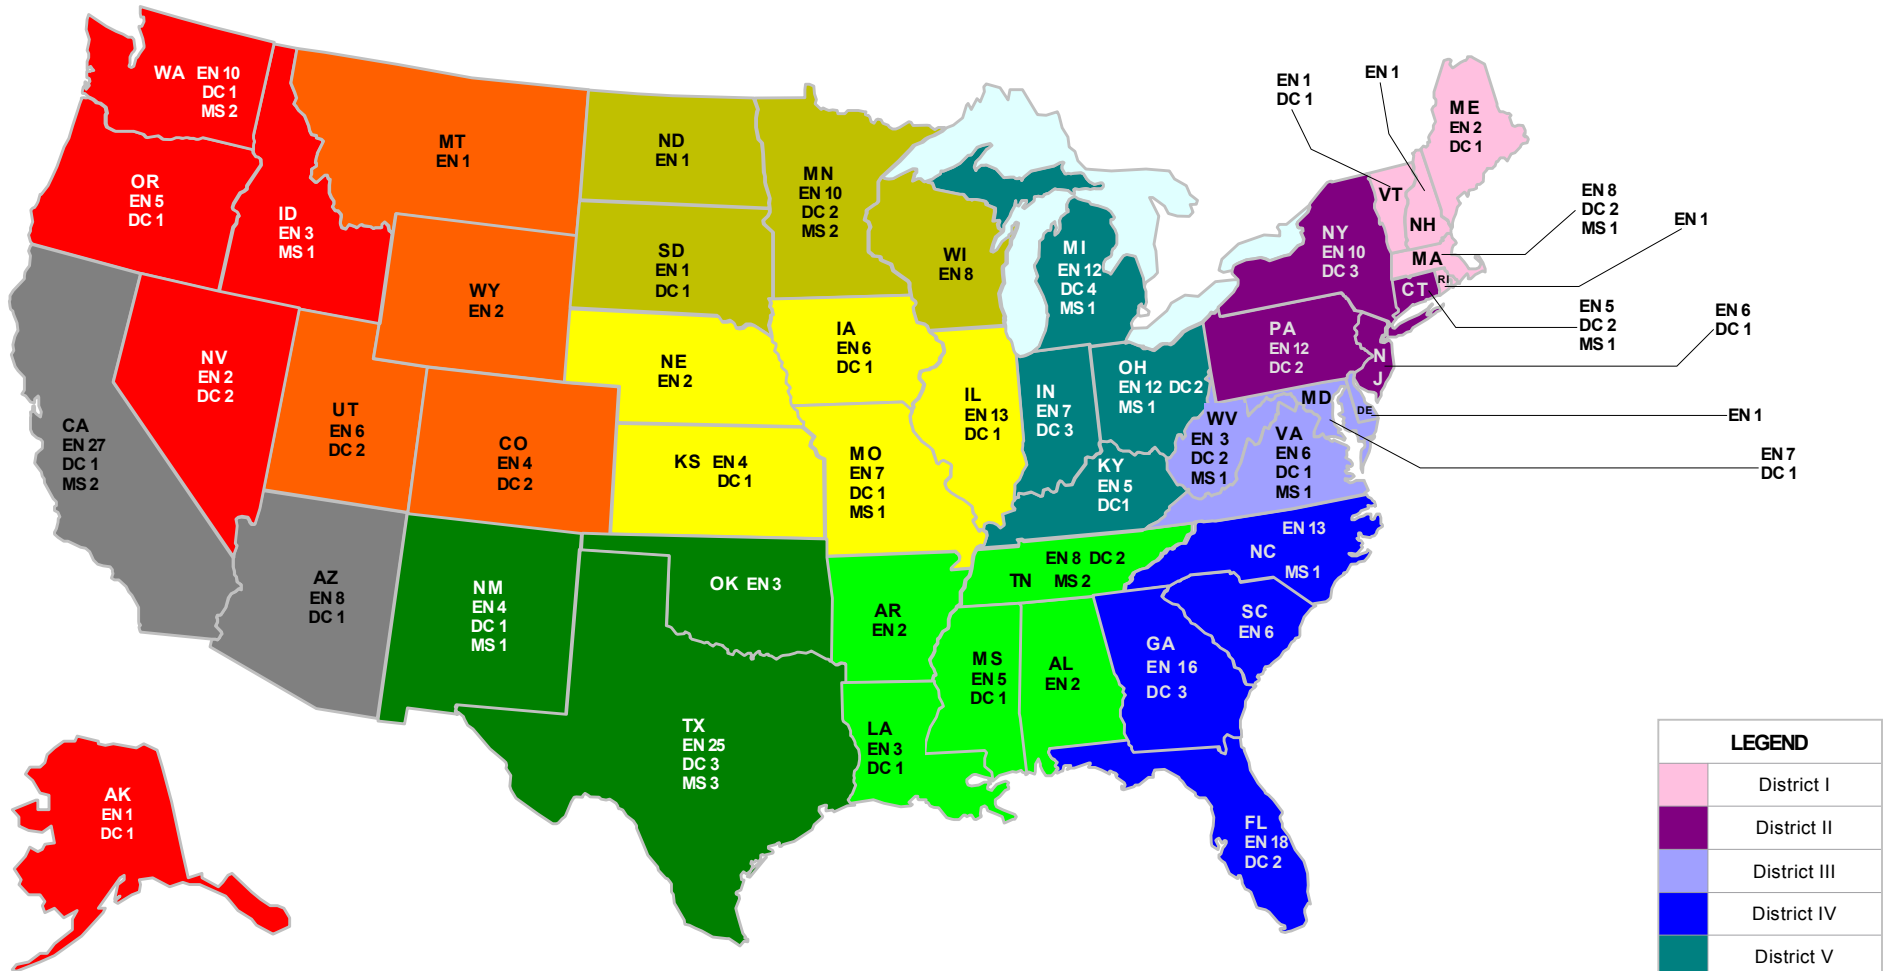 WA EN 10
DC 1
MS 2
OR
EN 5
DC 1
ID
EN 3
MS 1
MT
EN 1
WY
EN 2
NV
EN 2
DC 2
UT
EN 6
DC 2
CO
EN 4
DC 2
CA
EN 27
DC 1
MS 2
AZ
EN 8
DC 1
NM
EN 4
DC 1
MS 1
AK
EN 1
DC 1
ND
EN 1
SD
EN 1
DC 1
MN
EN 10
DC 2
MS 2
WI
EN 8
NE
EN 2
KS EN 4
DC 1
IA
EN 6
DC 1
MO
EN 7
DC 1
MS 1
IL
EN 13
DC 1
OK EN 3
TX
EN 25
DC 3
MS 3
AR
EN 2
LA
EN 3
DC 1
MS
EN 5
DC 1
AL
EN 2
EN 8 DC 2
TN MS 2
MI
EN 12
DC 4
MS 1
IN
EN 7
DC 3
OH
EN 12 DC 2
MS 1
KY
EN 5
DC1
WV
EN 3
DC 2
MS 1
VA
EN 6
DC 1
MS 1
MD
DE
EN 13
NC
MS 1
SC
EN 6
GA
EN 16
DC 3
FL
EN 18
DC 2
NY
EN 10
DC 3
PA
EN 12
DC 2
N
J
CT
RI
MA
NH
VT
ME
EN 2
DC 1
EN 1
DC 1
EN 1
EN 8
DC 2
MS 1
EN 1
EN 5
DC 2
MS 1
EN 6
DC 1
EN 1
EN 7
DC 1
LEGEND
District I
District II
District III
District IV
District V